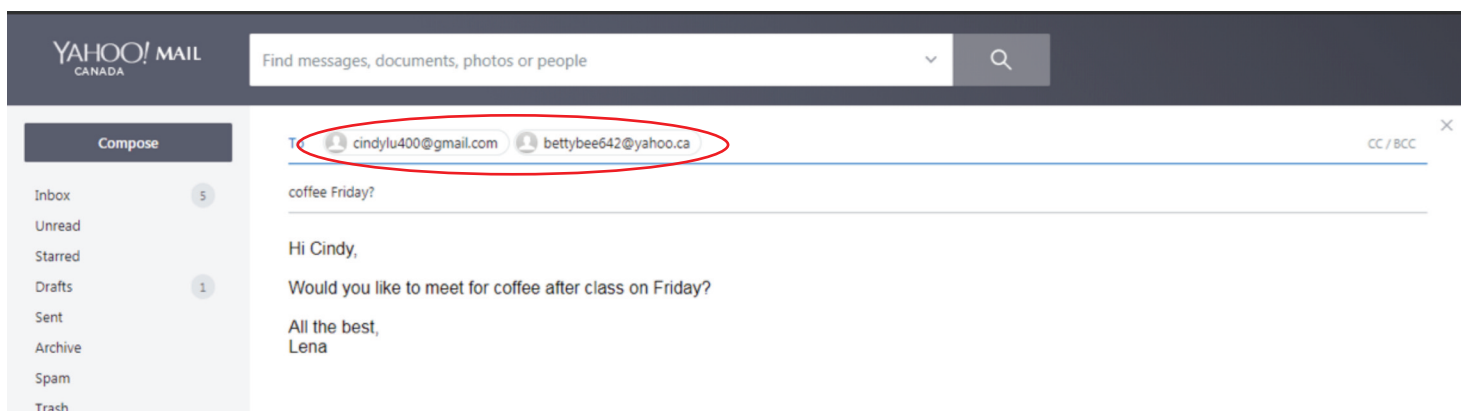 YAHOO! MAIL
CANADA
Find messages, documents, photos or people
Compose
To cindylu400@gmail.com bettybee642@yahoo.ca CC / BCC
coffee Friday?
Inbox 5
Unread
Starred
Drafts 1
Sent
Archive
Spam
Trash
Hi Cindy,
Would you like to meet for coffee after class on Friday?
All the best,
Lena